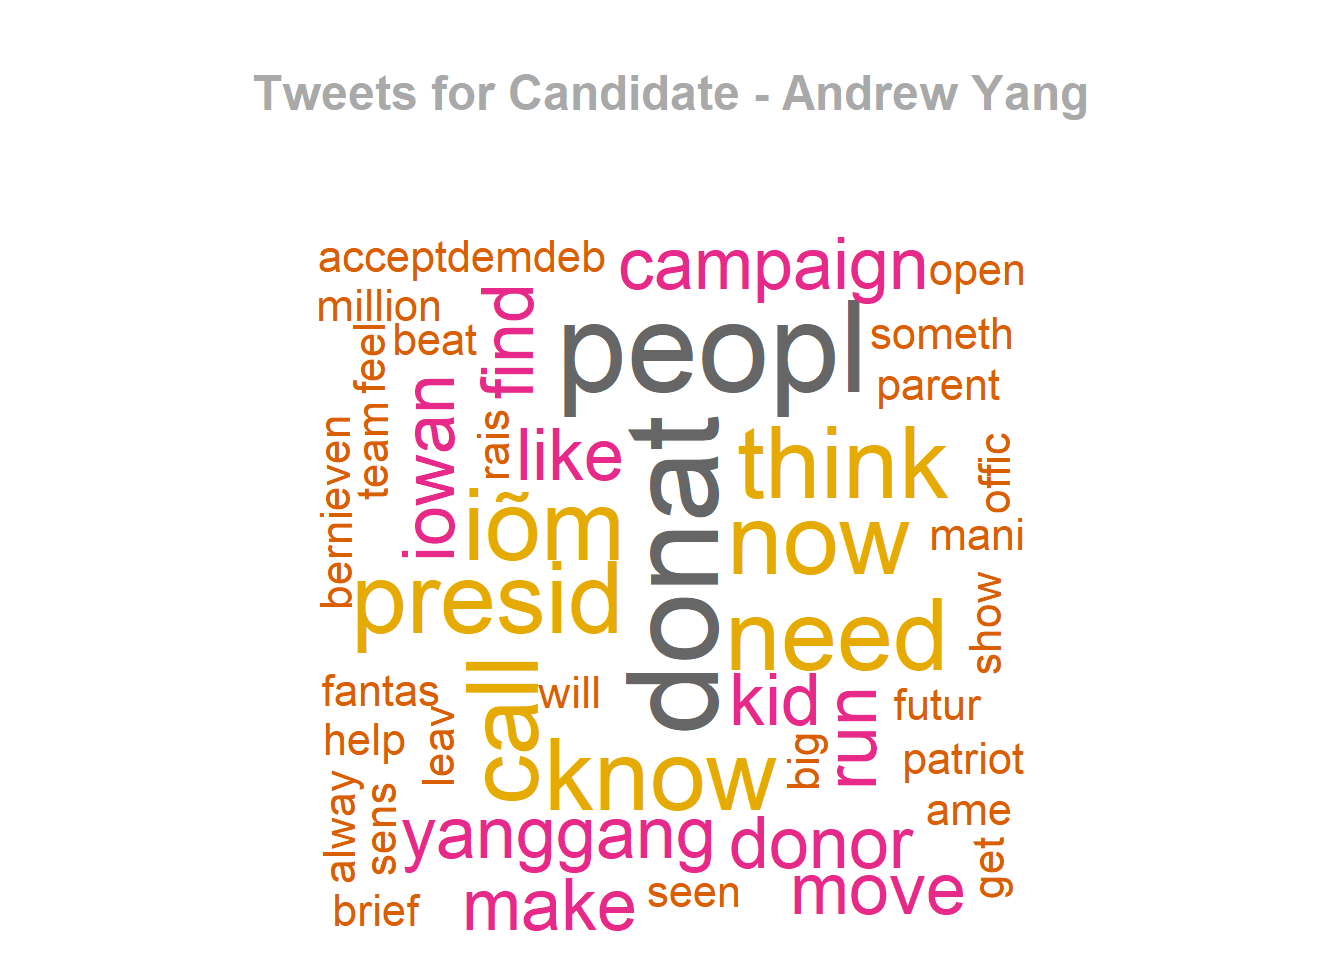 Tweets for Candidate - Andrew Yang
acceptdemdeb
campaign
open
million
find
peopl
someth
feel
beat
parent
iowan
rais
like
donat
think
offic
bernieven
team
iõm
now
mani
presid
need
show
fantas
call
will
kid
run
futur
help
leav
know
big
patriot
alway
sens
yanggang
donor
ame
get
brief
make
seen
move